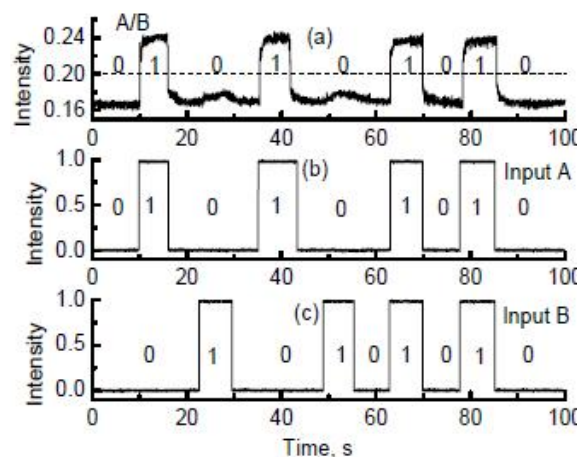 A/B
(a)
0.24
0.20
0.16
Intensity
0 1 0 1 0 1 0 1 0
0 20 40 60 80 100
(b)
Input A
1.0
0.5
0.0
Intensity
0 1 0 1 0 1 0 1 0
0 20 40 60 80 100
(c)
Input B
1.0
0.5
0.0
Intensity
0 1 0 1 0 1 0 1 0
0 20 40 60 80 100
Time, s